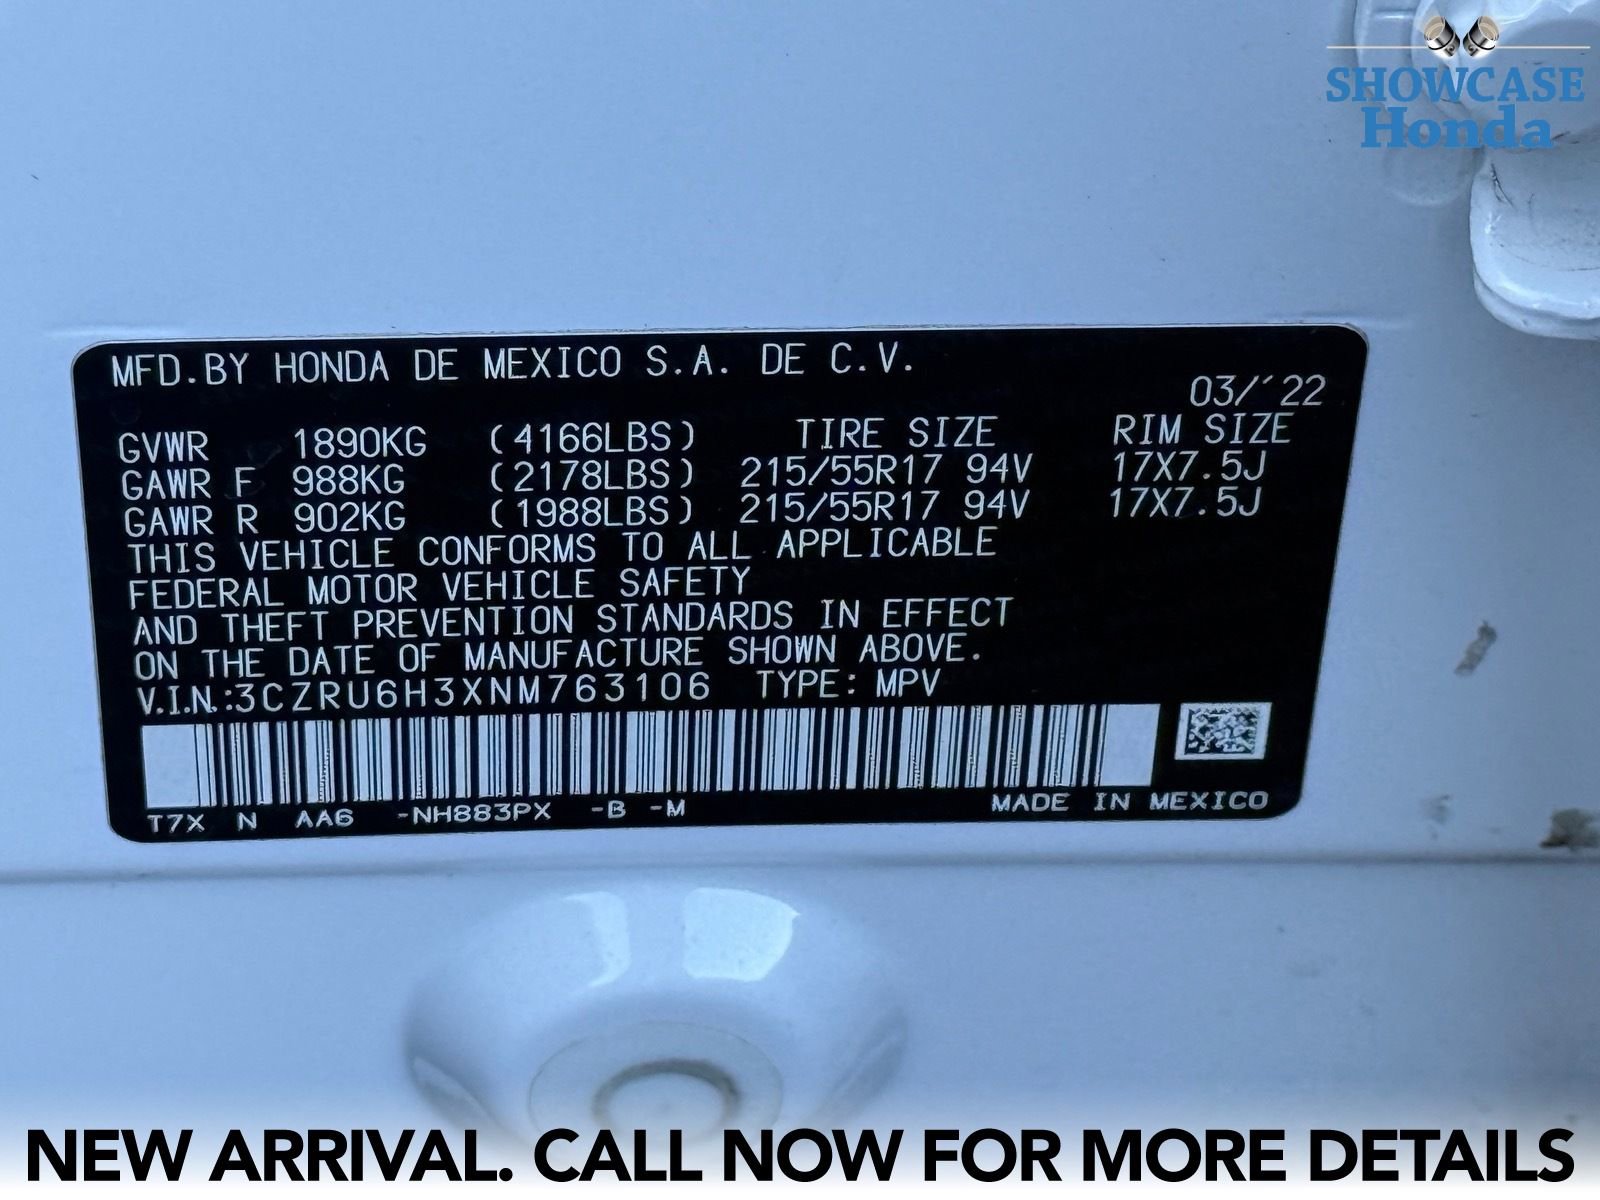 SHOWCASE
Honda
MFD.BY HONDA DE MEXICO S.A. DE C.V.
03/'22
GVWR 1890KG (4166LBS) TIRE SIZE RIM SIZE
GAWR F 988KG (2178LBS) 215/55R17 94V 17X7.5J
GAWR R 902KG (1988LBS) 215/55R17 94V 17X7.5J
THIS VEHICLE CONFORMS TO ALL APPLICABLE
FEDERAL MOTOR VEHICLE SAFETY
AND THEFT PREVENTION STANDARDS IN EFFECT
ON THE DATE OF MANUFACTURE SHOWN ABOVE.
V.I.N.:3CZRU6H3XNM763106 TYPE: MPV
T7X N AA6 -NH883PX -B -M MADE IN MEXICO
NEW ARRIVAL. CALL NOW FOR MORE DETAILS